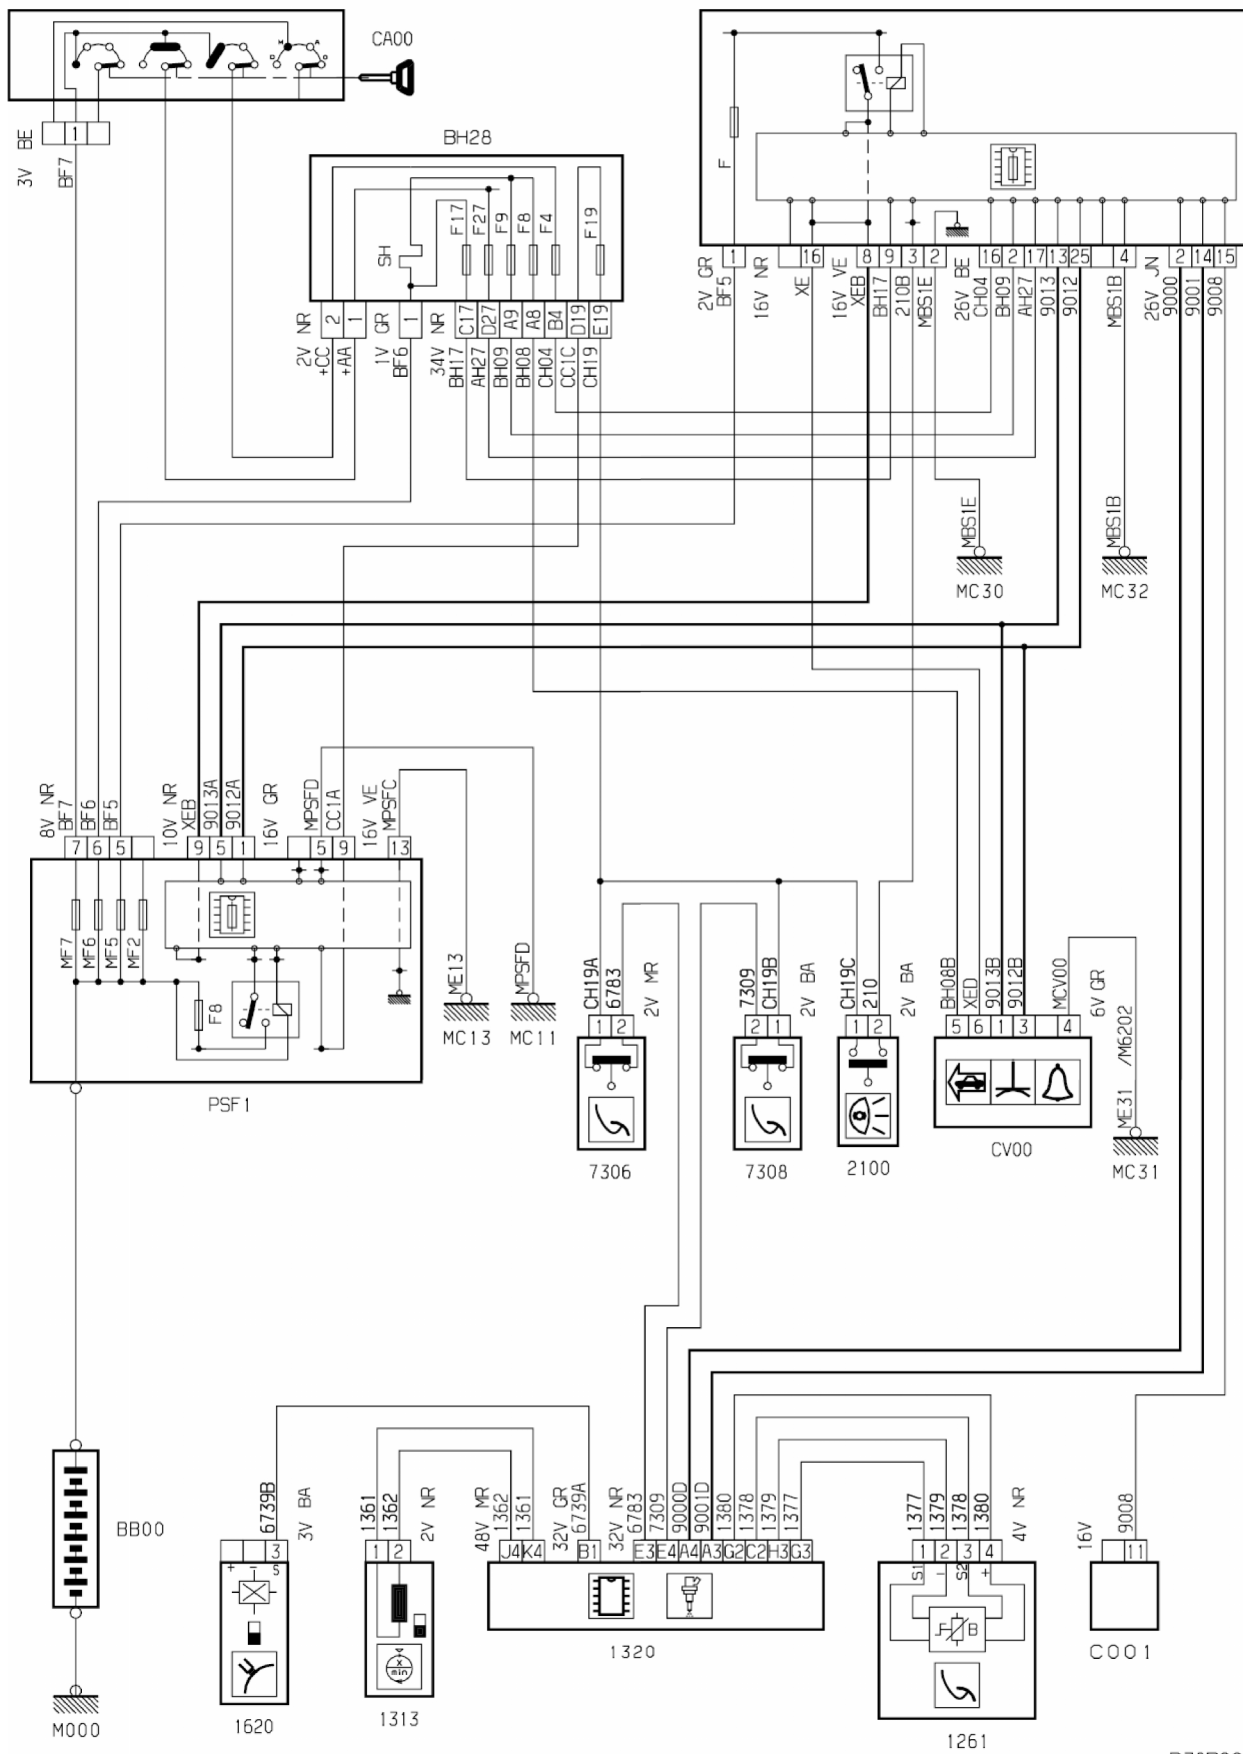 CA00
H
A
D
3V BE
1
BF7
BH28
SH
F17
F27
F9
F8
F4
F19
F
2
1
1
C17
D27
A9
A8
B4
D19
E19
2V NR
+CC
+AA
1V GR
BF6
34V NR
BH17
AH27
BH09
BH08
CH04
CC1C
CH19
1
16
8
9
3
2
16
2
17
13
25
4
2
14
15
2V GR
BF5
16V NR
XE
16V VE
XEB
BH17
210B
MBS1E
26V BE
CH04
BH09
AH27
9013
9012
MBS1B
26V JN
9000
9001
9008
MBS1E
MC30
MBS1B
MC32
8V NR
BF7
BF6
BF5
10V NR
XEB
9013A
9012A
16V GR
MPSFD
CC1A
16V VE
MPSFC
7
6
5
9
5
1
5
9
13
MF7
MF6
MF5
MF2
F8
PSF1
ME13
MC13
MPSFD
MC11
CH19A
6783
2V MR
1
2
7306
7309
CH19B
2V BA
2
1
7308
CH19C
210
2V BA
1
2
2100
BH08B
XED
9013B
9012B
MCV00
6V GR
5
6
1
3
4
CV00
ME31 /M6202
MC31
BB00
M000
6739B
3V BA
3
+
-
S
1620
1361
1362
2V NR
1
2
x
min
1313
48V MR
1362
1361
32V GR
6739A
32V NR
6783
7309
9000D
9001D
1380
1378
1379
1377
J4
K4
B1
E3
E4
A4
A3
G2
C2
H3
G3
1320
1377
1379
1378
1380
4V NR
1
2
3
4
S1
-
S2
+
B
1261
16V
9008
11
C001